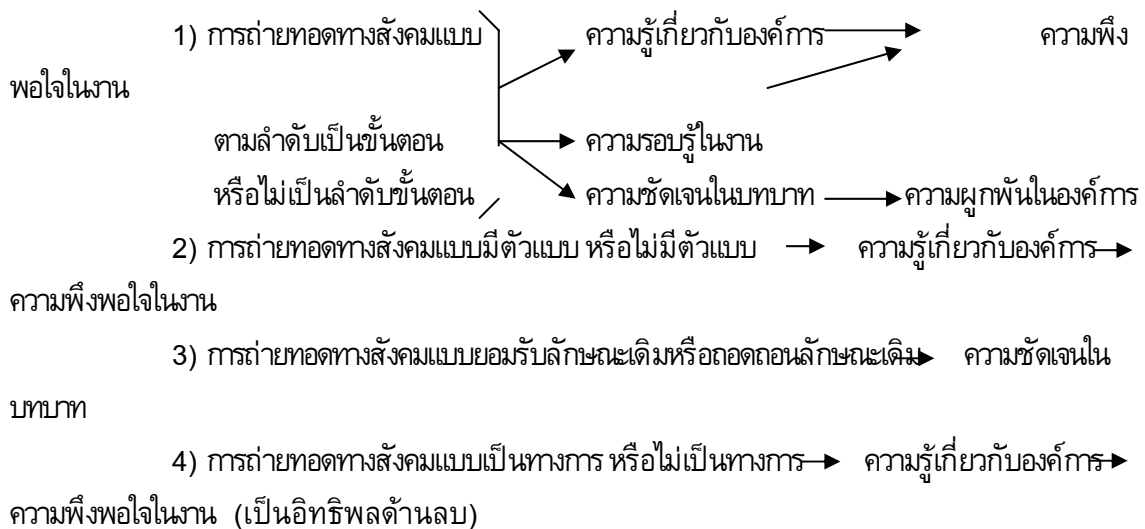 1) การถ่ายทอดทางสังคมแบบ ความรู้เกี่ยวกับองค์การ ความพึง
พอใจในงาน
ตามลำดับเป็นขั้นตอน ความรอบรู้ในงาน
หรือไม่เป็นลำดับขั้นตอน ความชัดเจนในบทบาท ความผูกพันในองค์การ
2) การถ่ายทอดทางสังคมแบบมีตัวแบบ หรือไม่มีตัวแบบ ความรู้เกี่ยวกับองค์การ
ความพึงพอใจในงาน
3) การถ่ายทอดทางสังคมแบบยอมรับลักษณะเดิมหรือถอดถอนลักษณะเดิม ความชัดเจนใน
บทบาท
4) การถ่ายทอดทางสังคมแบบเป็นทางการ หรือไม่เป็นทางการ ความรู้เกี่ยวกับองค์การ
ความพึงพอใจในงาน (เป็นอิทธิพลด้านลบ)